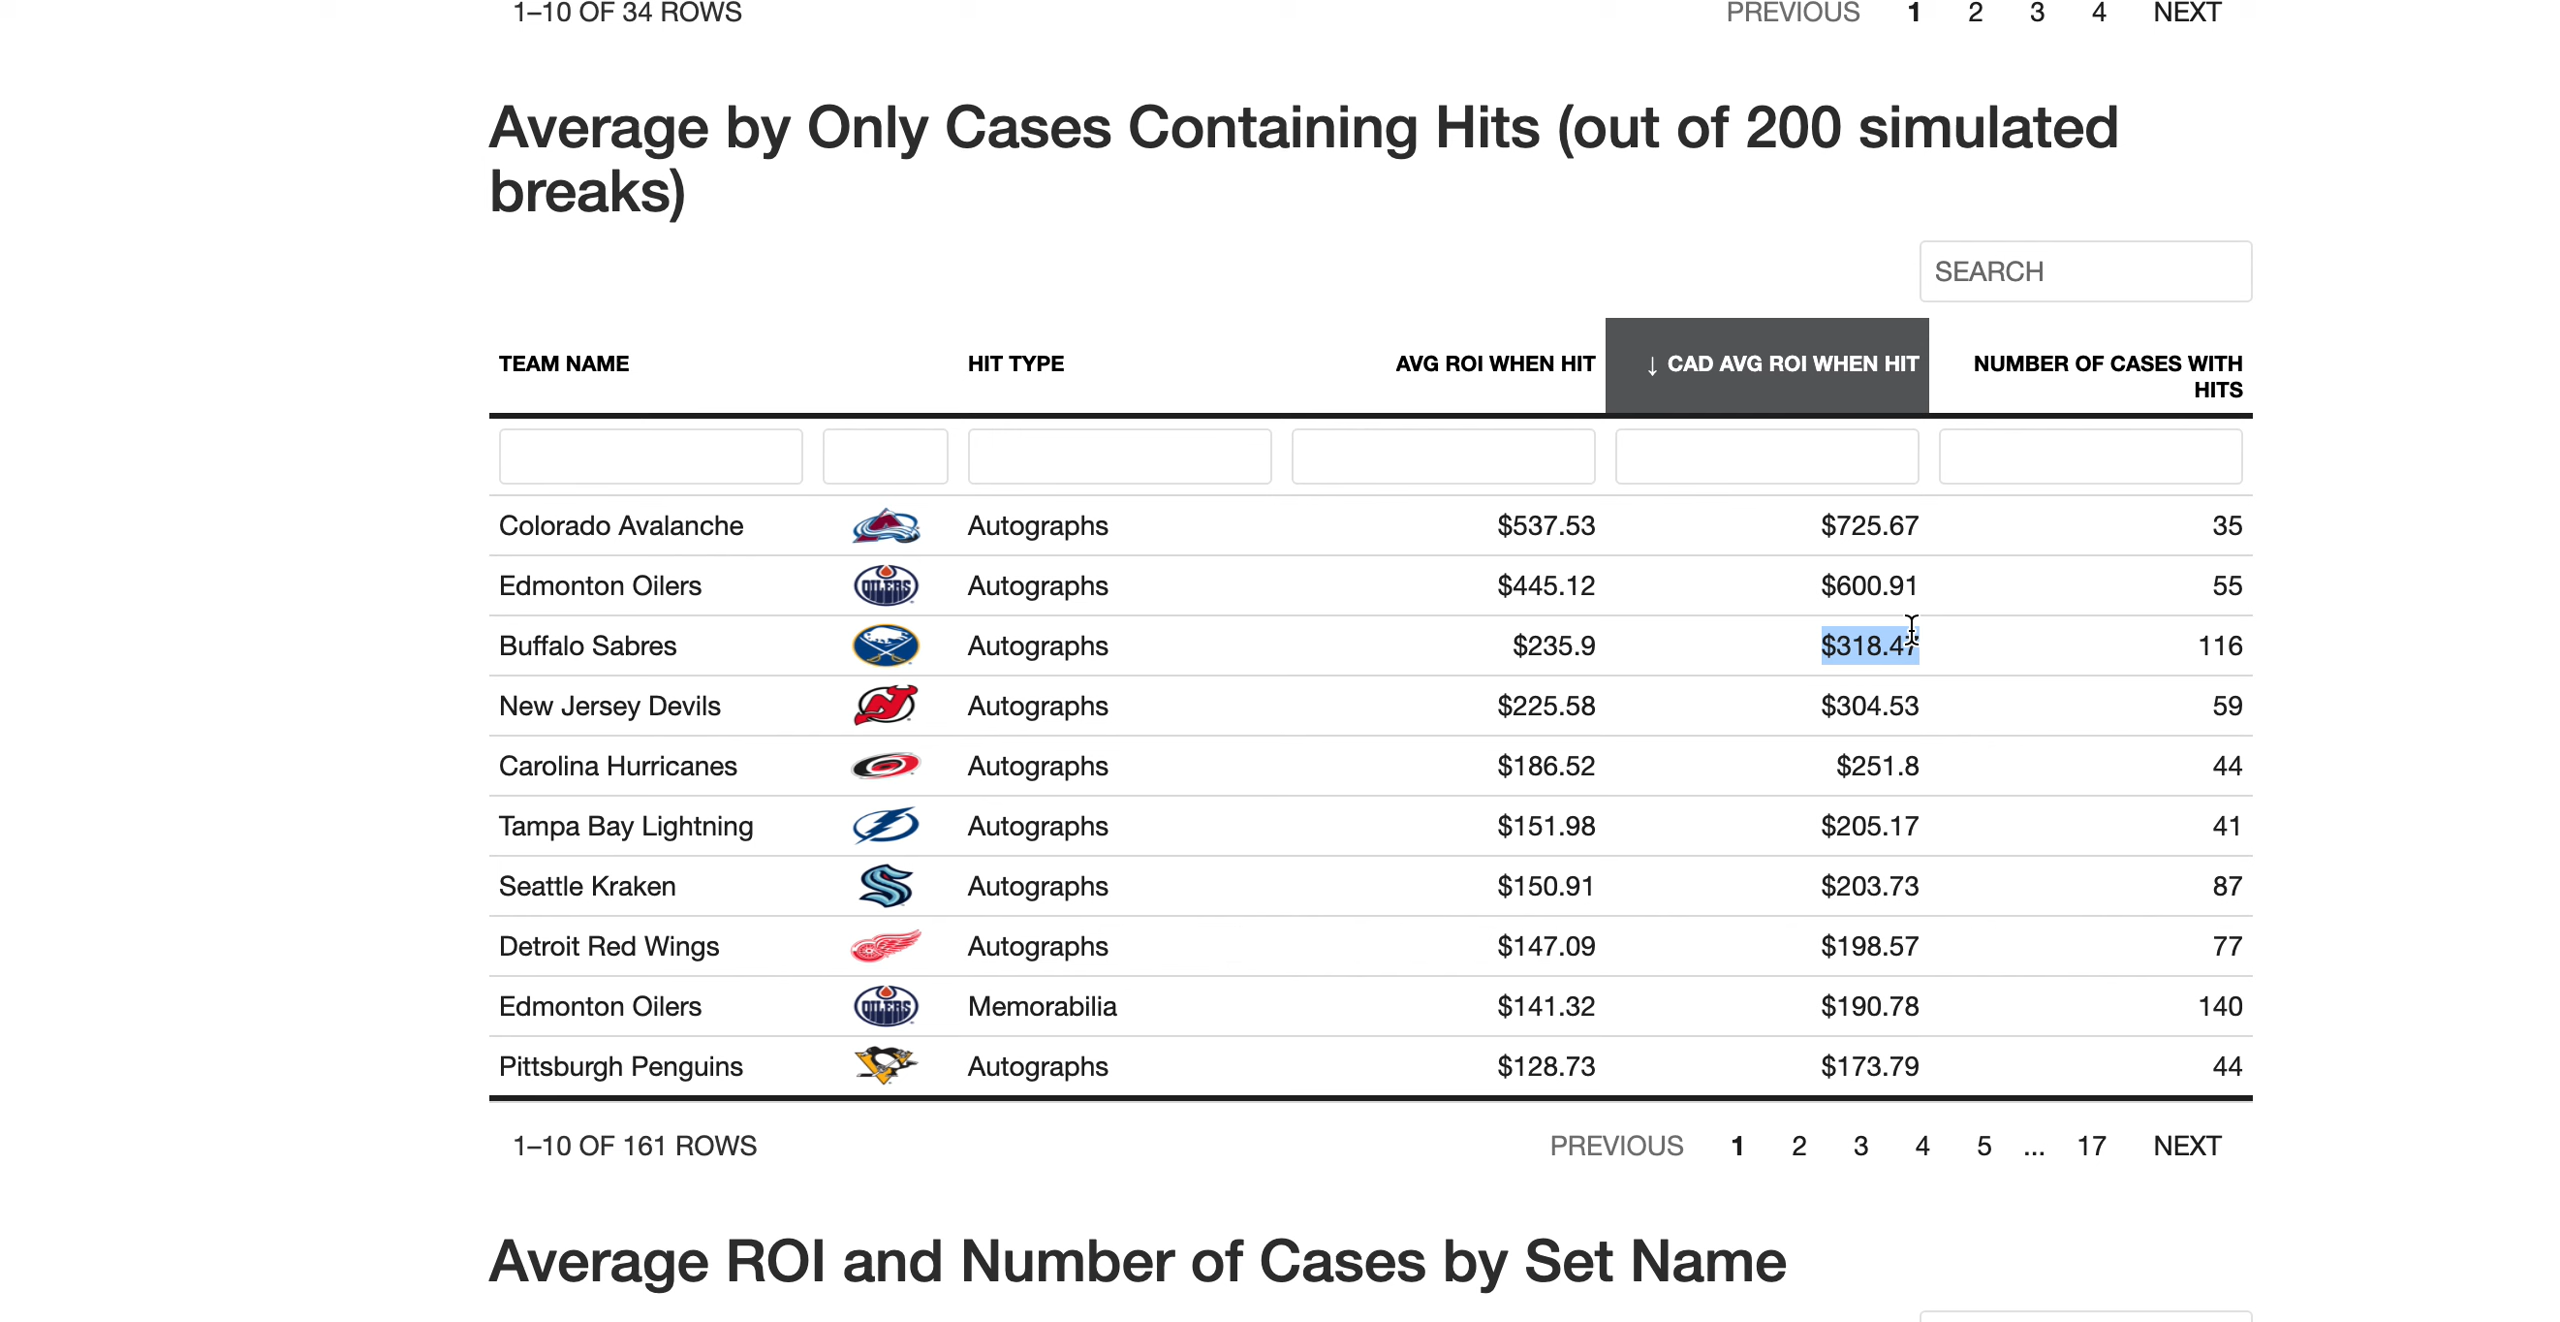 1–10 OF 34 ROWS PREVIOUS 1 2 3 4 NEXT
Average by Only Cases Containing Hits (out of 200 simulated
breaks)
SEARCH
TEAM NAME HIT TYPE AVG ROI WHEN HIT ↓ CAD AVG ROI WHEN HIT NUMBER OF CASES WITH
HITS
Colorado Avalanche Autographs $537.53 $725.67 35
Edmonton Oilers OILERS Autographs $445.12 $600.91 55
Buffalo Sabres Autographs $235.9 $318.47 116
New Jersey Devils Autographs $225.58 $304.53 59
Carolina Hurricanes Autographs $186.52 $251.8 44
Tampa Bay Lightning Autographs $151.98 $205.17 41
Seattle Kraken Autographs $150.91 $203.73 87
Detroit Red Wings Autographs $147.09 $198.57 77
Edmonton Oilers OILERS Memorabilia $141.32 $190.78 140
Pittsburgh Penguins Autographs $128.73 $173.79 44
1–10 OF 161 ROWS PREVIOUS 1 2 3 4 5 ... 17 NEXT
Average ROI and Number of Cases by Set Name